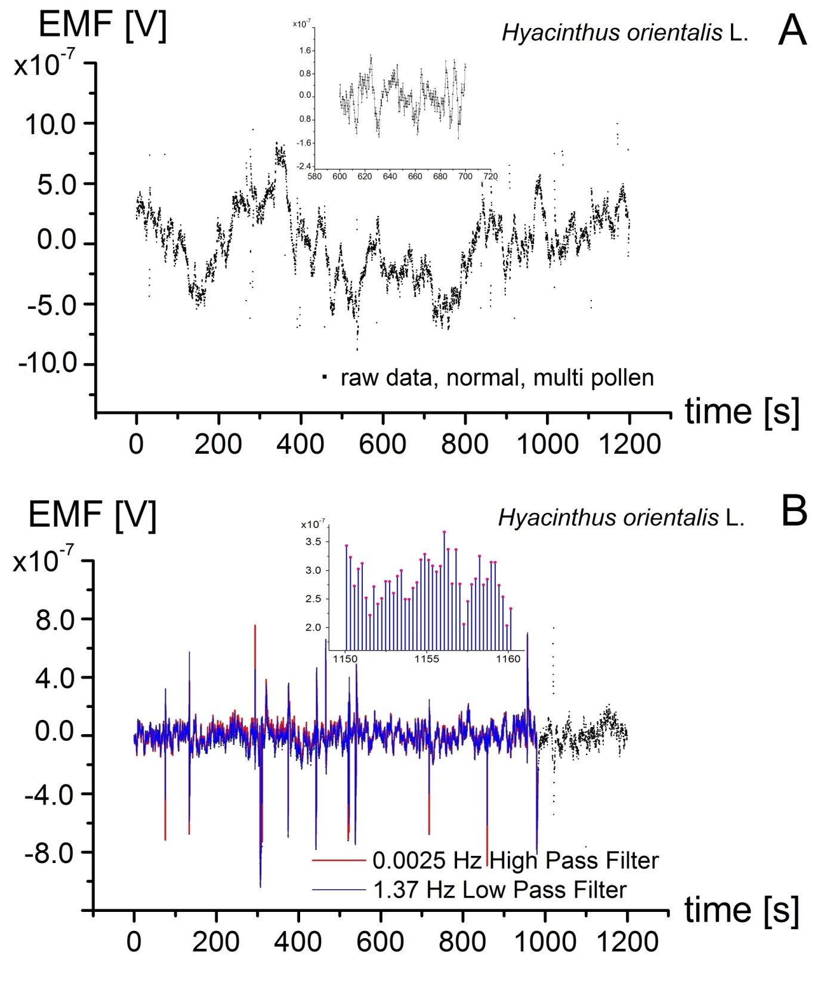 EMF [V]
Hyacinthus orientalis L.
A
x10-7
10.0
5.0
0.0
-5.0
-10.0
x10-7
1.6
0.8
0.0
0.8
-1.6
-2.4
580 600 620 640 660 680 700 720
raw data, normal, multi pollen
time [s]
0 200 400 600 800 1000 1200
EMF [V]
Hyacinthus orientalis L.
B
x10-7
8.0
4.0
0.0
-4.0
-8.0
x10-7
3.5
3.0
2.5
2.0
1150 1155 1160
0.0025 Hz High Pass Filter
1.37 Hz Low Pass Filter
time [s]
0 200 400 600 800 1000 1200